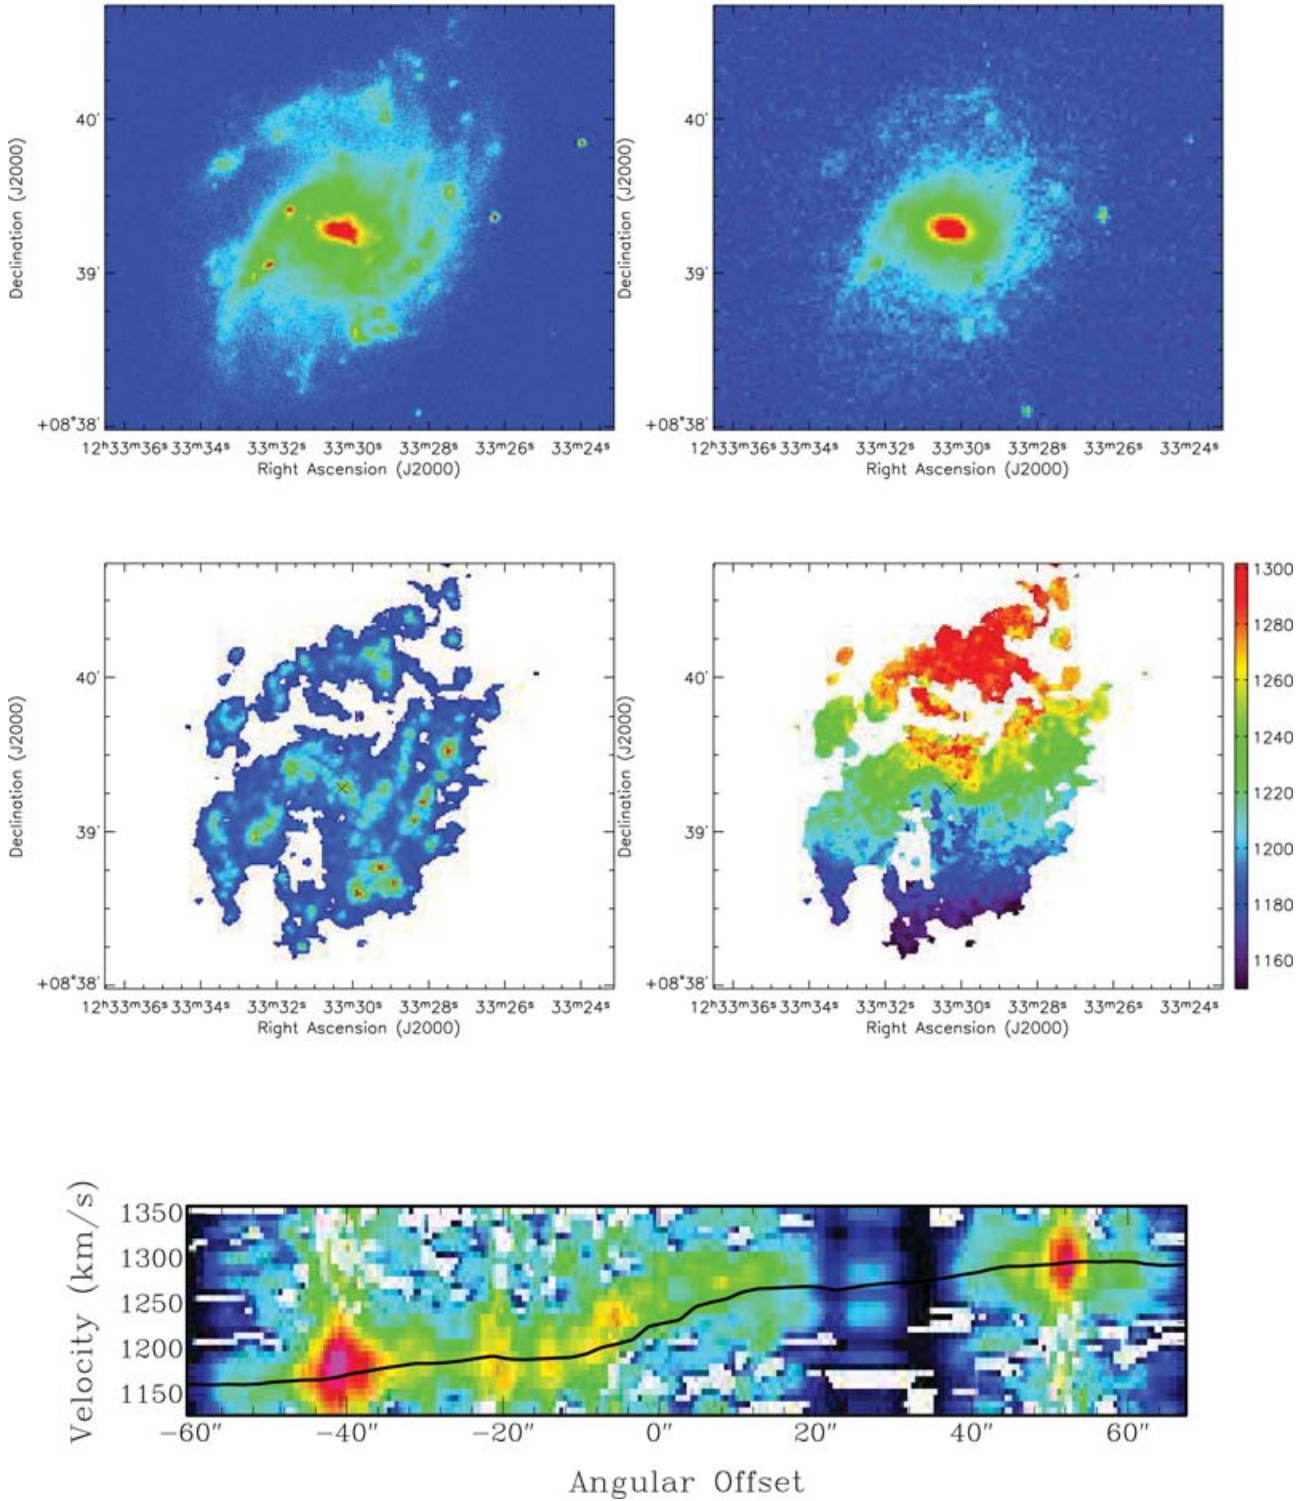 40'
39'
+08°38'
Declination (J2000)
12ʰ33ᵐ36ˢ 33ᵐ34ˢ 33ᵐ32ˢ 33ᵐ30ˢ 33ᵐ28ˢ 33ᵐ26ˢ 33ᵐ24ˢ
Right Ascension (J2000)
40'
39'
+08°38'
Declination (J2000)
12ʰ33ᵐ36ˢ 33ᵐ34ˢ 33ᵐ32ˢ 33ᵐ30ˢ 33ᵐ28ˢ 33ᵐ26ˢ 33ᵐ24ˢ
Right Ascension (J2000)
40'
39'
+08°38'
Declination (J2000)
12ʰ33ᵐ36ˢ 33ᵐ34ˢ 33ᵐ32ˢ 33ᵐ30ˢ 33ᵐ28ˢ 33ᵐ26ˢ 33ᵐ24ˢ
Right Ascension (J2000)
40'
39'
+08°38'
Declination (J2000)
12ʰ33ᵐ36ˢ 33ᵐ34ˢ 33ᵐ32ˢ 33ᵐ30ˢ 33ᵐ28ˢ 33ᵐ26ˢ 33ᵐ24ˢ
Right Ascension (J2000)
1300
1280
1260
1240
1220
1200
1180
1160
Velocity (km/s)
1350
1300
1250
1200
1150
−60″ −40″ −20″ 0″ 20″ 40″ 60″
Angular Offset